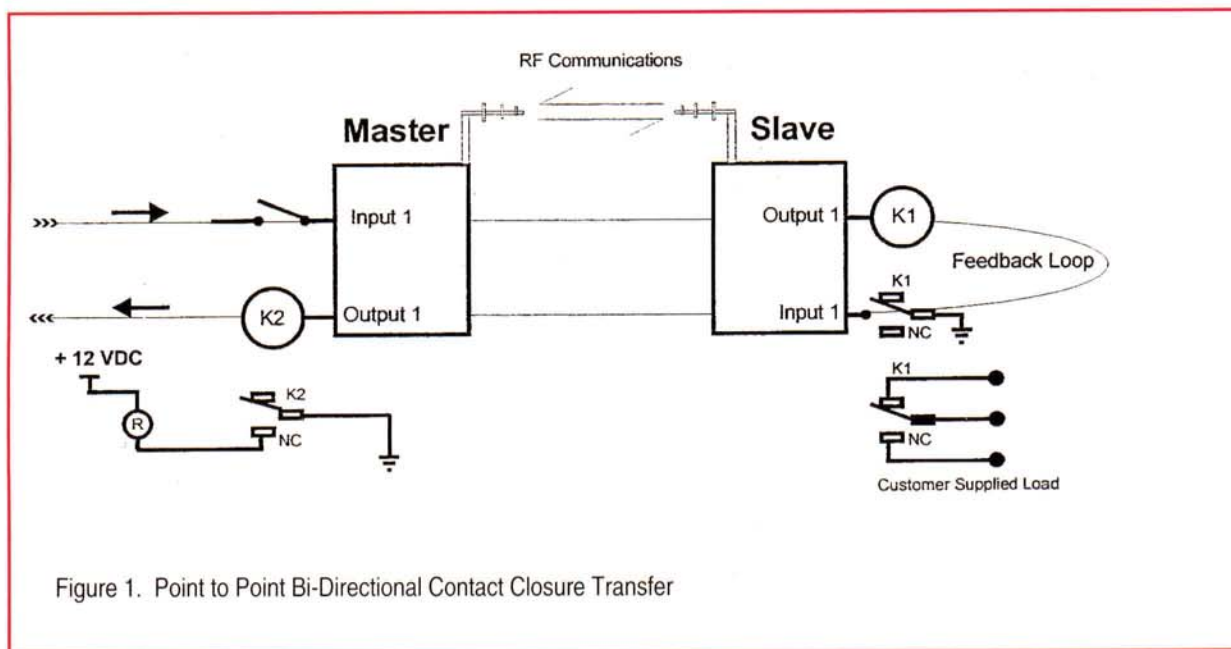 RF Communications
Master
Slave
Input 1
Output 1
K1
Feedback Loop
K1
Input 1
NC
K2
Output 1
+ 12 VDC
K2
R
NC
K1
NC
Customer Supplied Load
Figure 1. Point to Point Bi-Directional Contact Closure Transfer